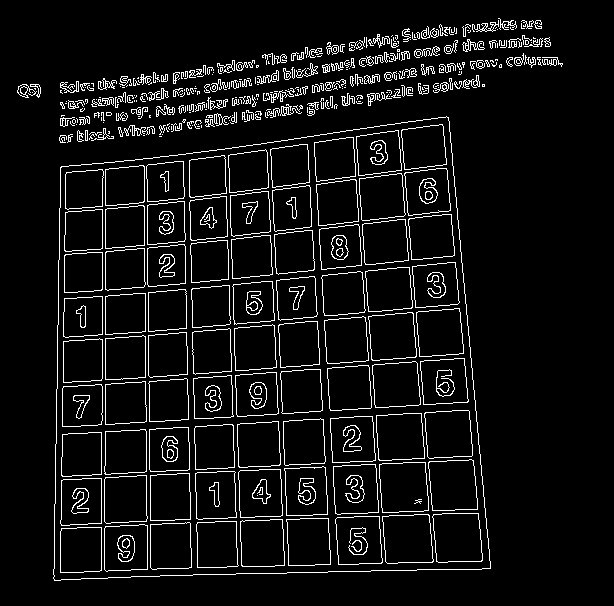 Q5) Solve the Sudoku puzzle below. The rules for solving Sudoku puzzles are
very simple: each row, column and block must contain one of the numbers
from "1" to "9". No number may appear more than once in any row, column,
or block. When you've filled the entire grid, the puzzle is solved.
1 3
3 4 7 1 6
2 8
1 5 7 3
7 3 9 5
6 2
2 1 4 5 3
9 5